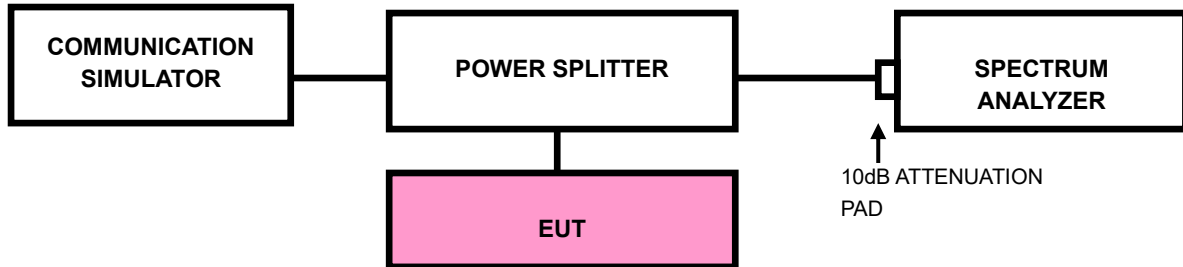 COMMUNICATION
SIMULATOR
POWER SPLITTER
SPECTRUM
ANALYZER
10dB ATTENUATION
PAD
EUT